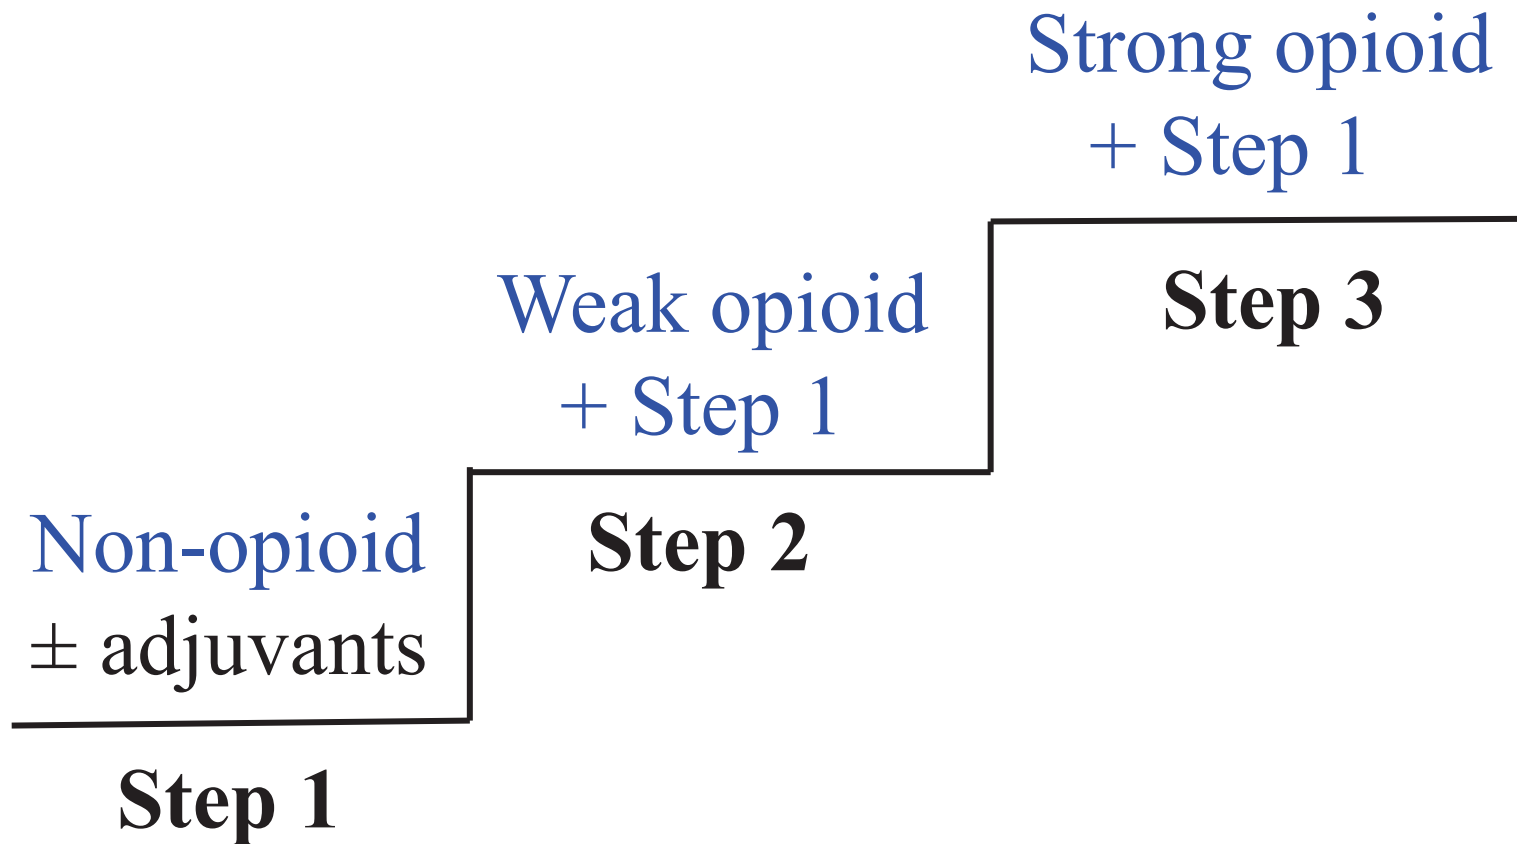 Strong opioid
+ Step 1
Step 3
Weak opioid
+ Step 1
Step 2
Non-opioid
± adjuvants
Step 1